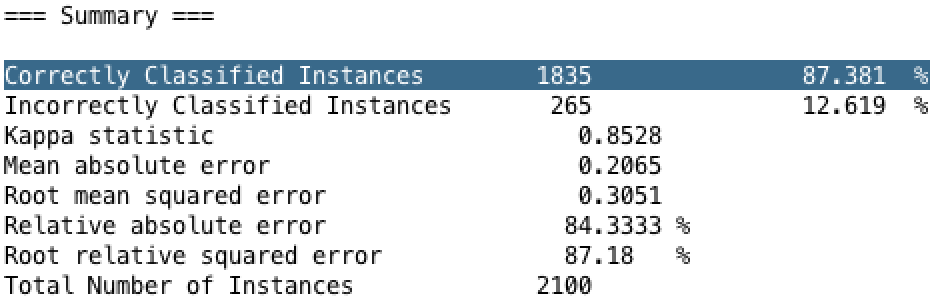 === Summary ===
Correctly Classified Instances 1835 87.381 %
Incorrectly Classified Instances 265 12.619 %
Kappa statistic 0.8528
Mean absolute error 0.2065
Root mean squared error 0.3051
Relative absolute error 84.3333 %
Root relative squared error 87.18 %
Total Number of Instances 2100